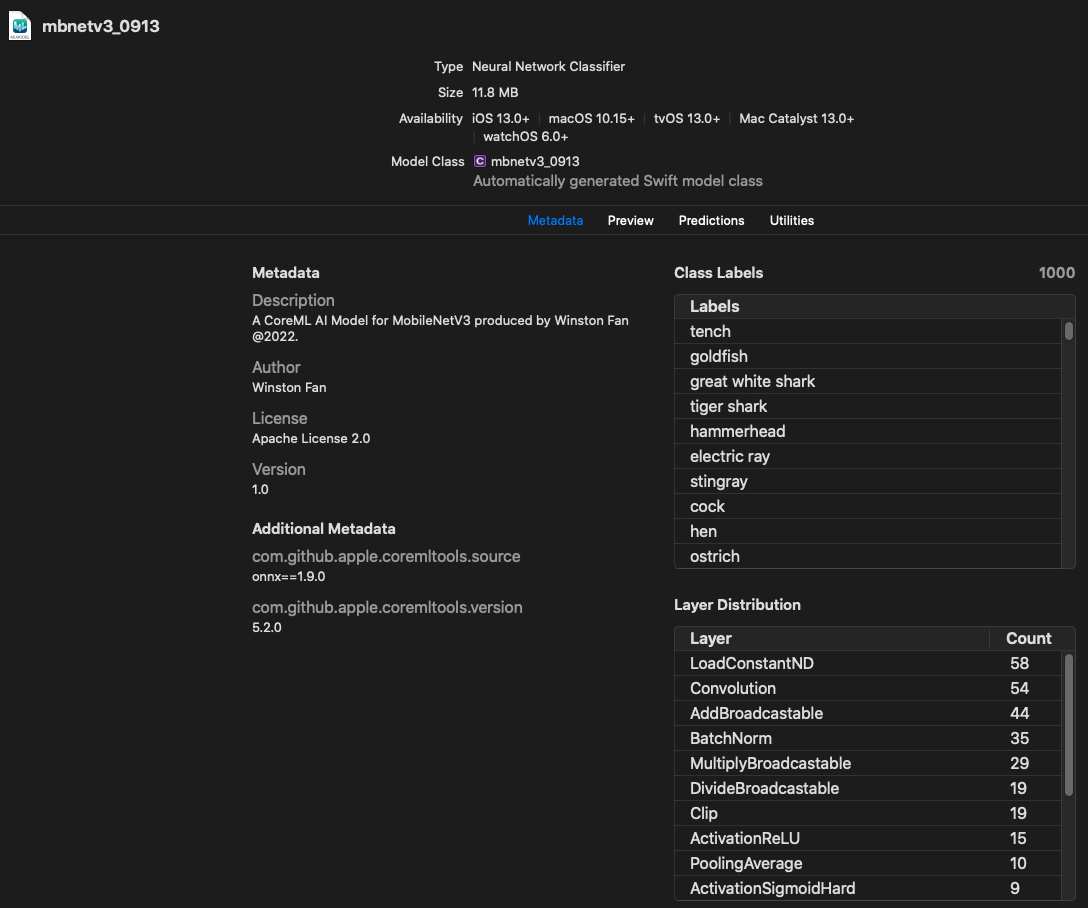 mbnetv3_0913
Type Neural Network Classifier
Size 11.8 MB
Availability iOS 13.0+ | macOS 10.15+ | tvOS 13.0+ | Mac Catalyst 13.0+
| watchOS 6.0+
Model Class C mbnetv3_0913
Automatically generated Swift model class
Metadata Preview Predictions Utilities
Metadata
Description
A CoreML AI Model for MobileNetV3 produced by Winston Fan
@2022.
Author
Winston Fan
License
Apache License 2.0
Version
1.0
Additional Metadata
com.github.apple.coremltools.source
onnx==1.9.0
com.github.apple.coremltools.version
5.2.0
Class Labels 1000
Labels
tench
goldfish
great white shark
tiger shark
hammerhead
electric ray
stingray
cock
hen
ostrich
Layer Distribution
Layer Count
LoadConstantND 58
Convolution 54
AddBroadcastable 44
BatchNorm 35
MultiplyBroadcastable 29
DivideBroadcastable 19
Clip 19
ActivationReLU 15
PoolingAverage 10
ActivationSigmoidHard 9